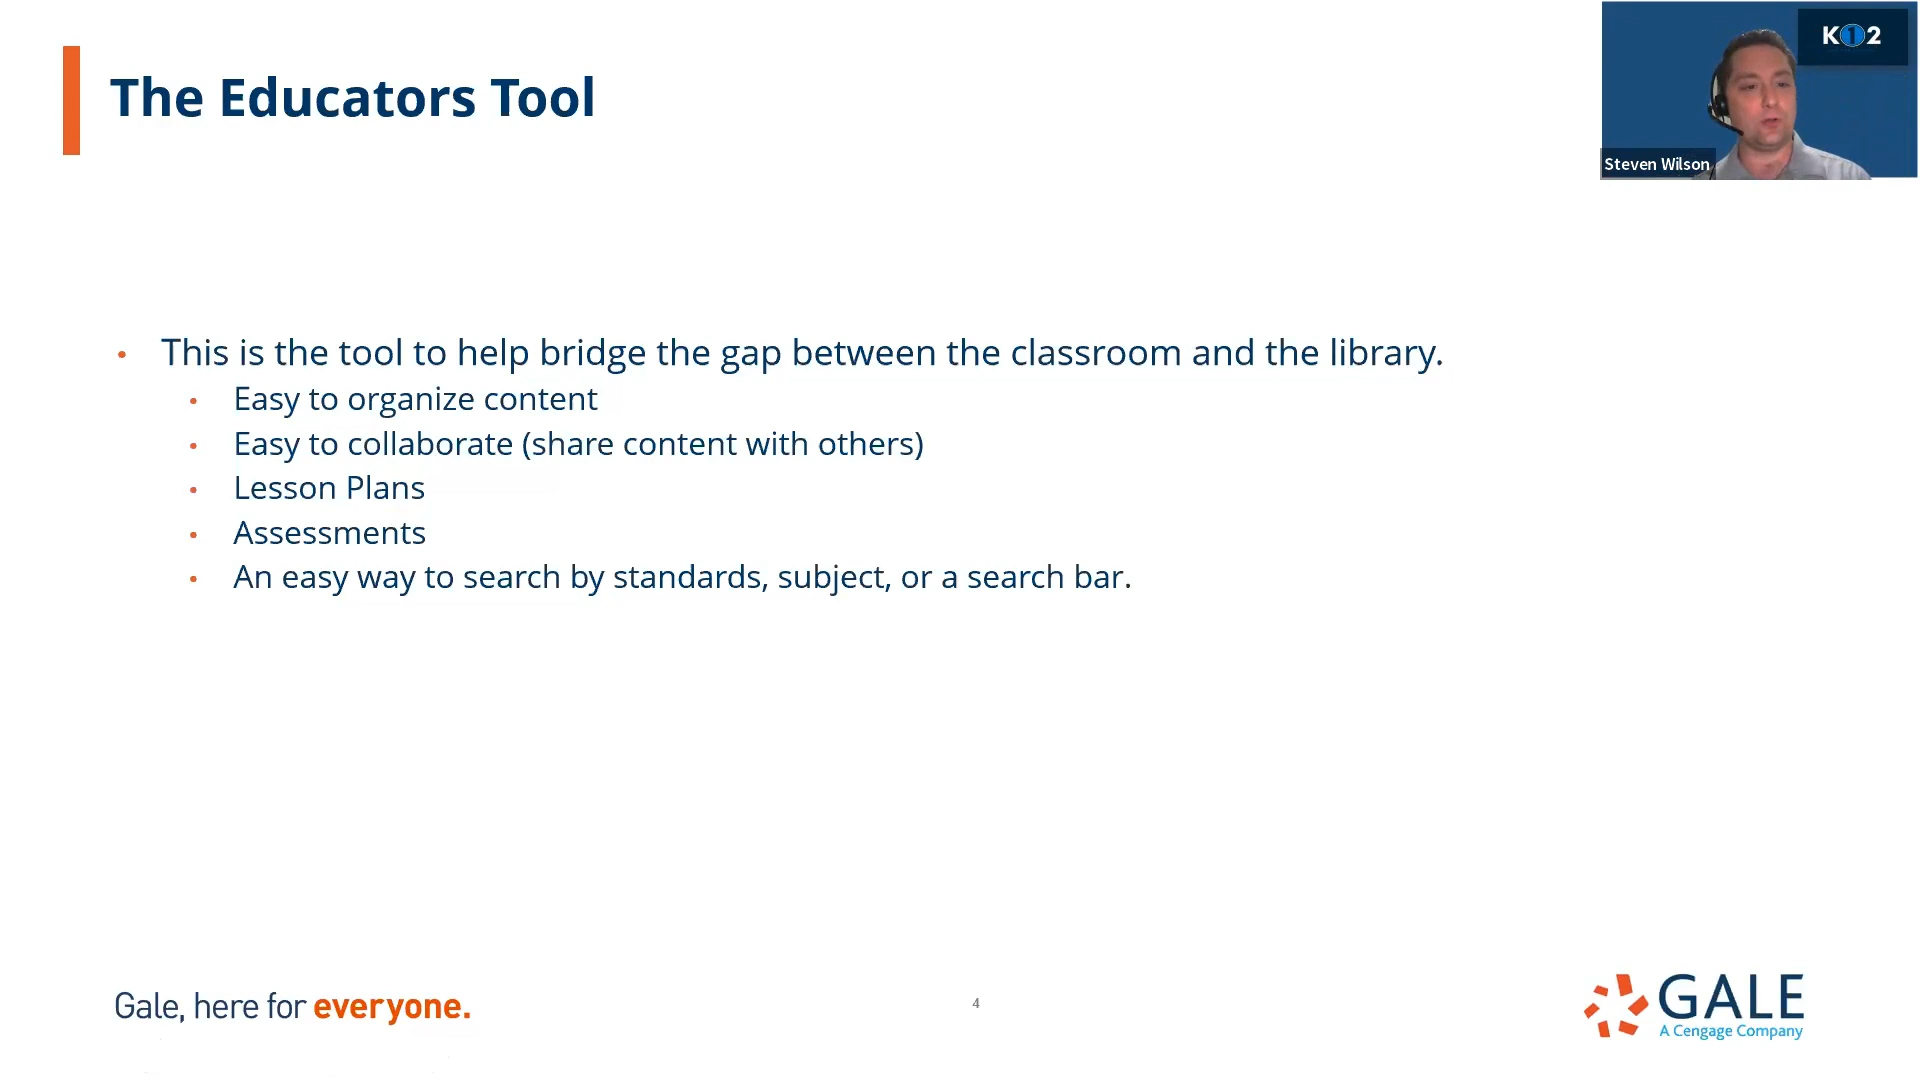 The Educators Tool
K12
Steven Wilson
• This is the tool to help bridge the gap between the classroom and the library.
• Easy to organize content
• Easy to collaborate (share content with others)
• Lesson Plans
• Assessments
• An easy way to search by standards, subject, or a search bar.
Gale, here for everyone.
4
GALE
A Cengage Company